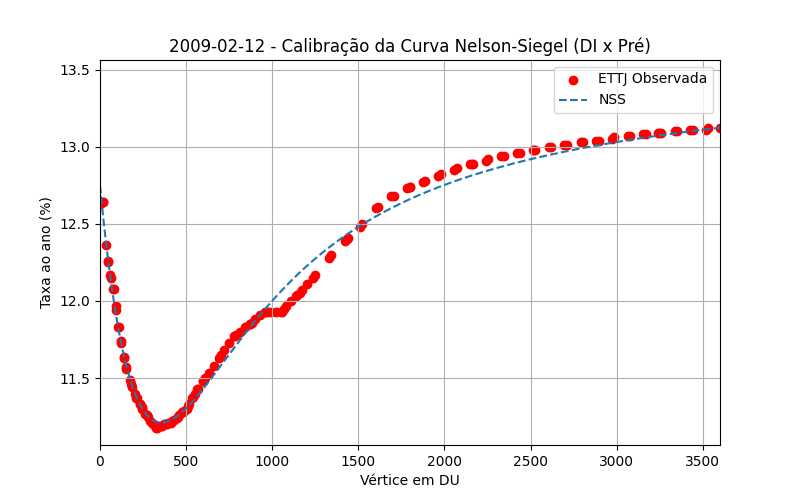 2009-02-12 - Calibração da Curva Nelson-Siegel (DI x Pré)
13.5
13.0
12.5
12.0
11.5
Taxa ao ano (%)
ETTJ Observada
NSS
0
500
1000
1500
2000
2500
3000
3500
Vértice em DU